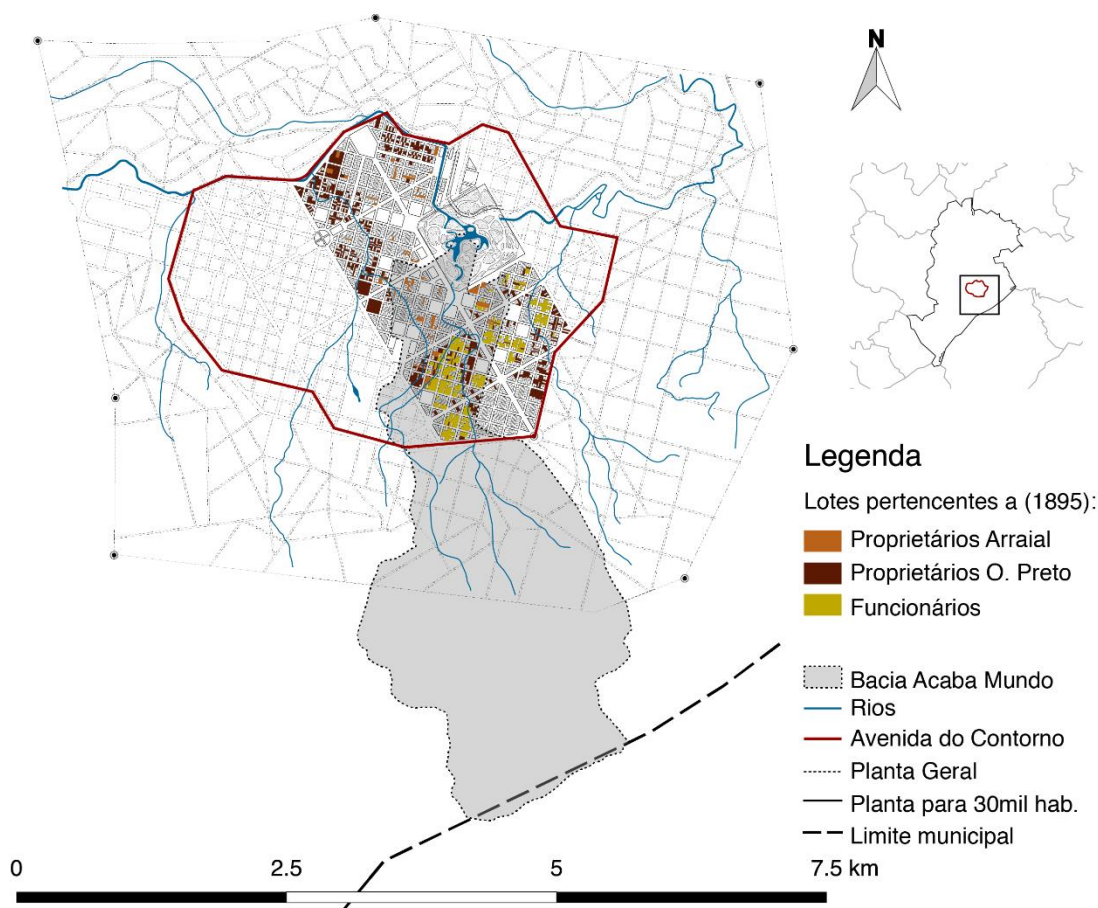 N
Legenda
Lotes pertencentes a (1895):
Proprietários Arraial
Proprietários O. Preto
Funcionários
Bacia Acaba Mundo
Rios
Avenida do Contorno
Planta Geral
Planta para 30mil hab.
Limite municipal
0 2.5 5 7.5 km